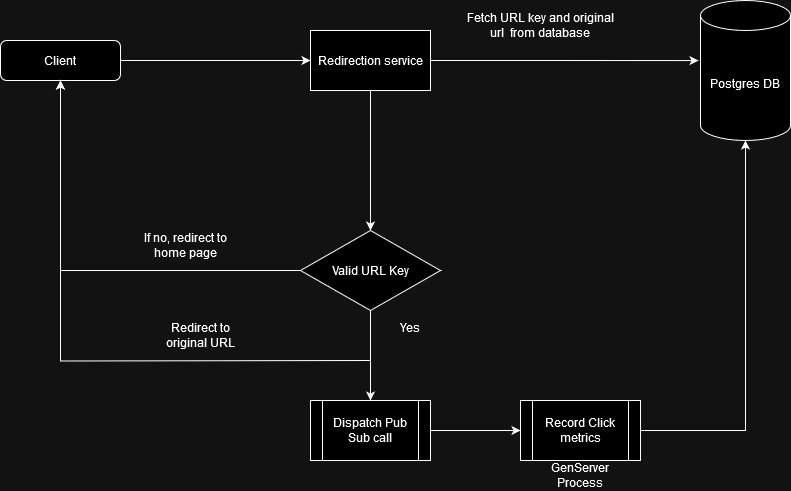 Fetch URL key and original
url from database
Client
Redirection service
Postgres DB
If no, redirect to
home page
Valid URL Key
Redirect to
original URL
Yes
Dispatch Pub
Sub call
Record Click
metrics
GenServer
Process